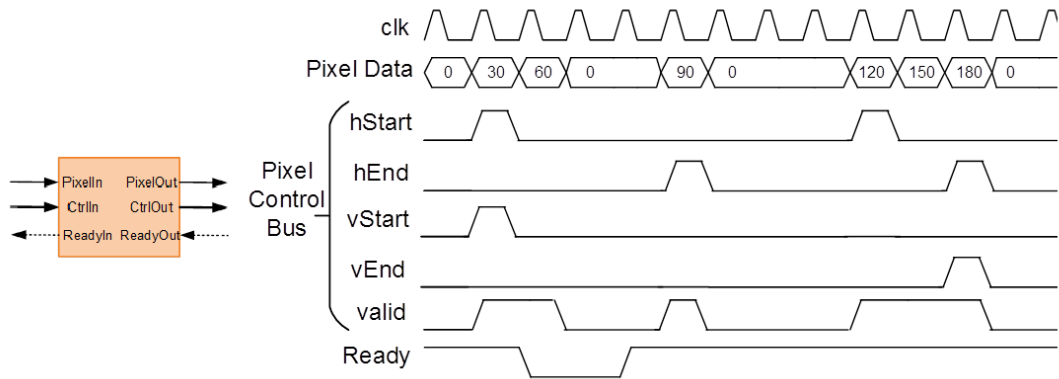 clk
Pixel Data 0 30 60 0 90 0 120 150 180 0
hStart
hEnd
vStart
vEnd
valid
Ready
Pixel
Control
Bus
PixelIn PixelOut
CtrlIn CtrlOut
ReadyIn ReadyOut